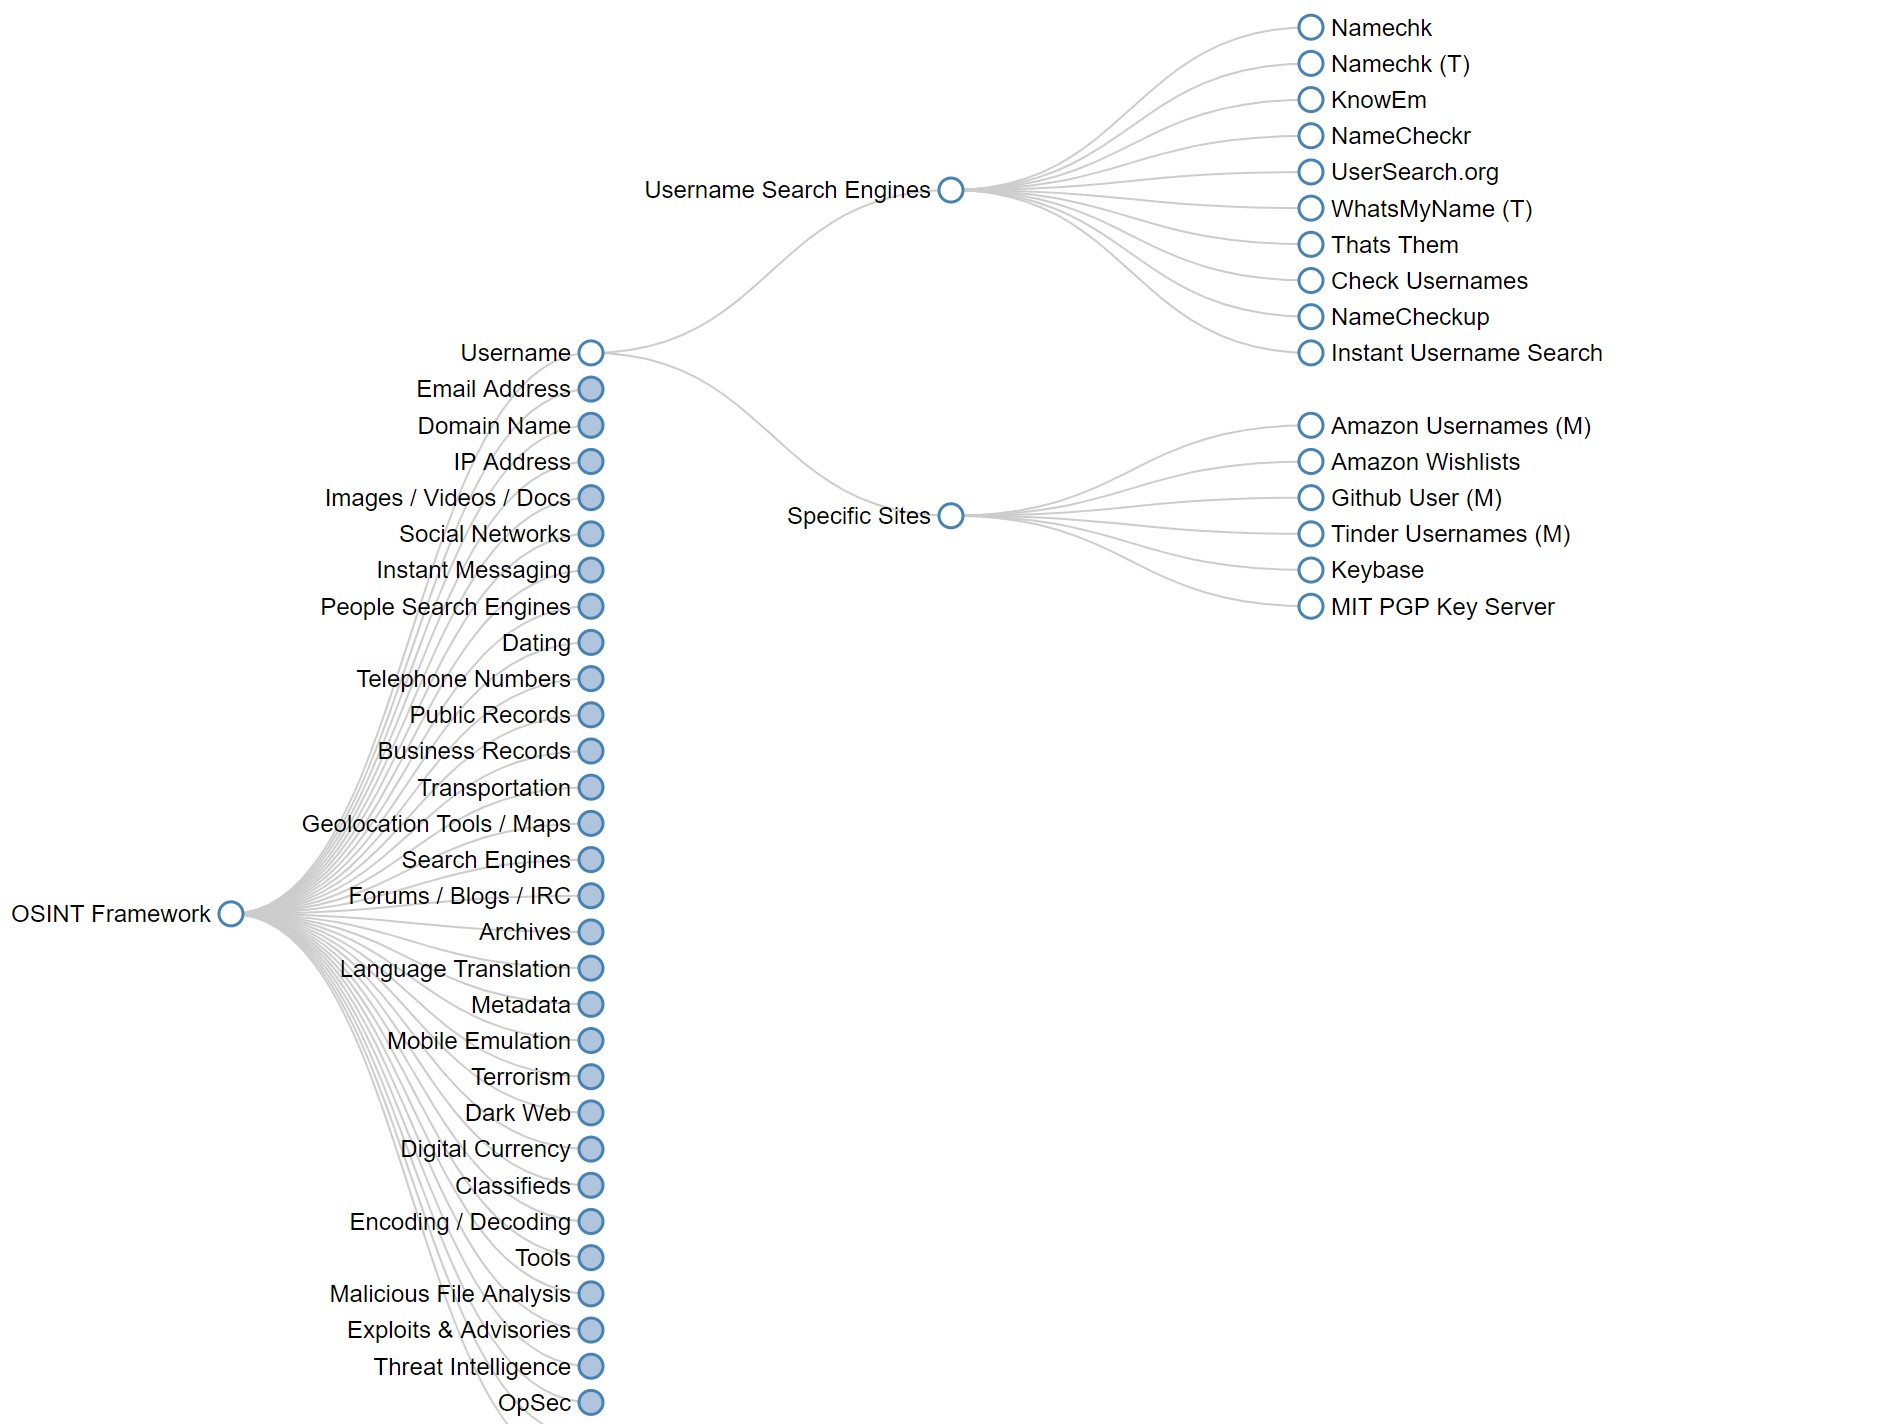 OSINT Framework
Username
Username Search Engines
Namechk
Namechk (T)
KnowEm
NameCheckr
UserSearch.org
WhatsMyName (T)
Thats Them
Check Usernames
NameCheckup
Instant Username Search
Specific Sites
Amazon Usernames (M)
Amazon Wishlists
Github User (M)
Tinder Usernames (M)
Keybase
MIT PGP Key Server
Email Address
Domain Name
IP Address
Images / Videos / Docs
Social Networks
Instant Messaging
People Search Engines
Dating
Telephone Numbers
Public Records
Business Records
Transportation
Geolocation Tools / Maps
Search Engines
Forums / Blogs / IRC
Archives
Language Translation
Metadata
Mobile Emulation
Terrorism
Dark Web
Digital Currency
Classifieds
Encoding / Decoding
Tools
Malicious File Analysis
Exploits & Advisories
Threat Intelligence
OpSec